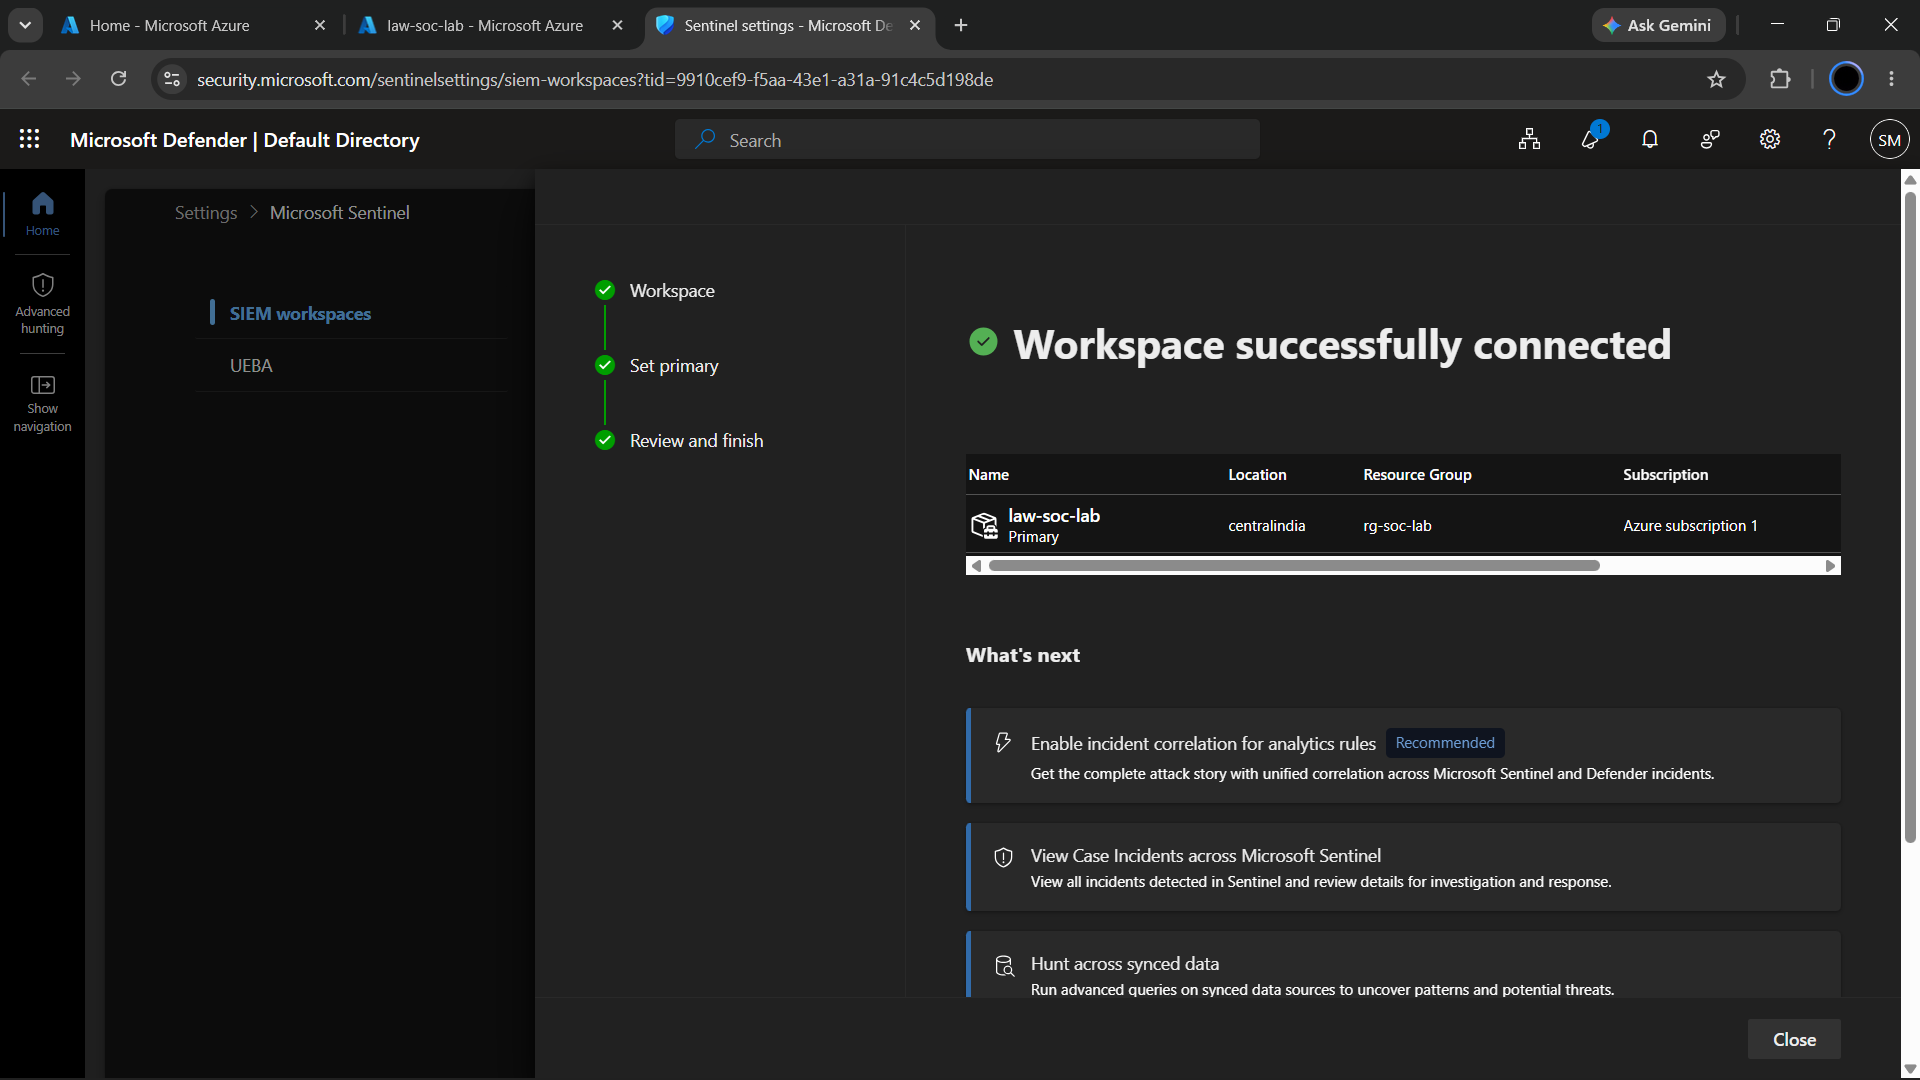 Home - Microsoft Azure
law-soc-lab - Microsoft Azure
Sentinel settings - Microsoft De
Ask Gemini
security.microsoft.com/sentinelsettings/siem-workspaces?tid=9910cef9-f5aa-43e1-a31a-91c4c5d198de
Microsoft Defender | Default Directory
Search
1
SM
Home
Advanced
hunting
Show
navigation
Settings > Microsoft Sentinel
SIEM workspaces
UEBA
Workspace
Set primary
Review and finish
Workspace successfully connected
Name Location Resource Group Subscription
law-soc-lab
Primary
centralindia rg-soc-lab Azure subscription 1
What's next
Enable incident correlation for analytics rules Recommended
Get the complete attack story with unified correlation across Microsoft Sentinel and Defender incidents.
View Case Incidents across Microsoft Sentinel
View all incidents detected in Sentinel and review details for investigation and response.
Hunt across synced data
Run advanced queries on synced data sources to uncover patterns and potential threats.
Close